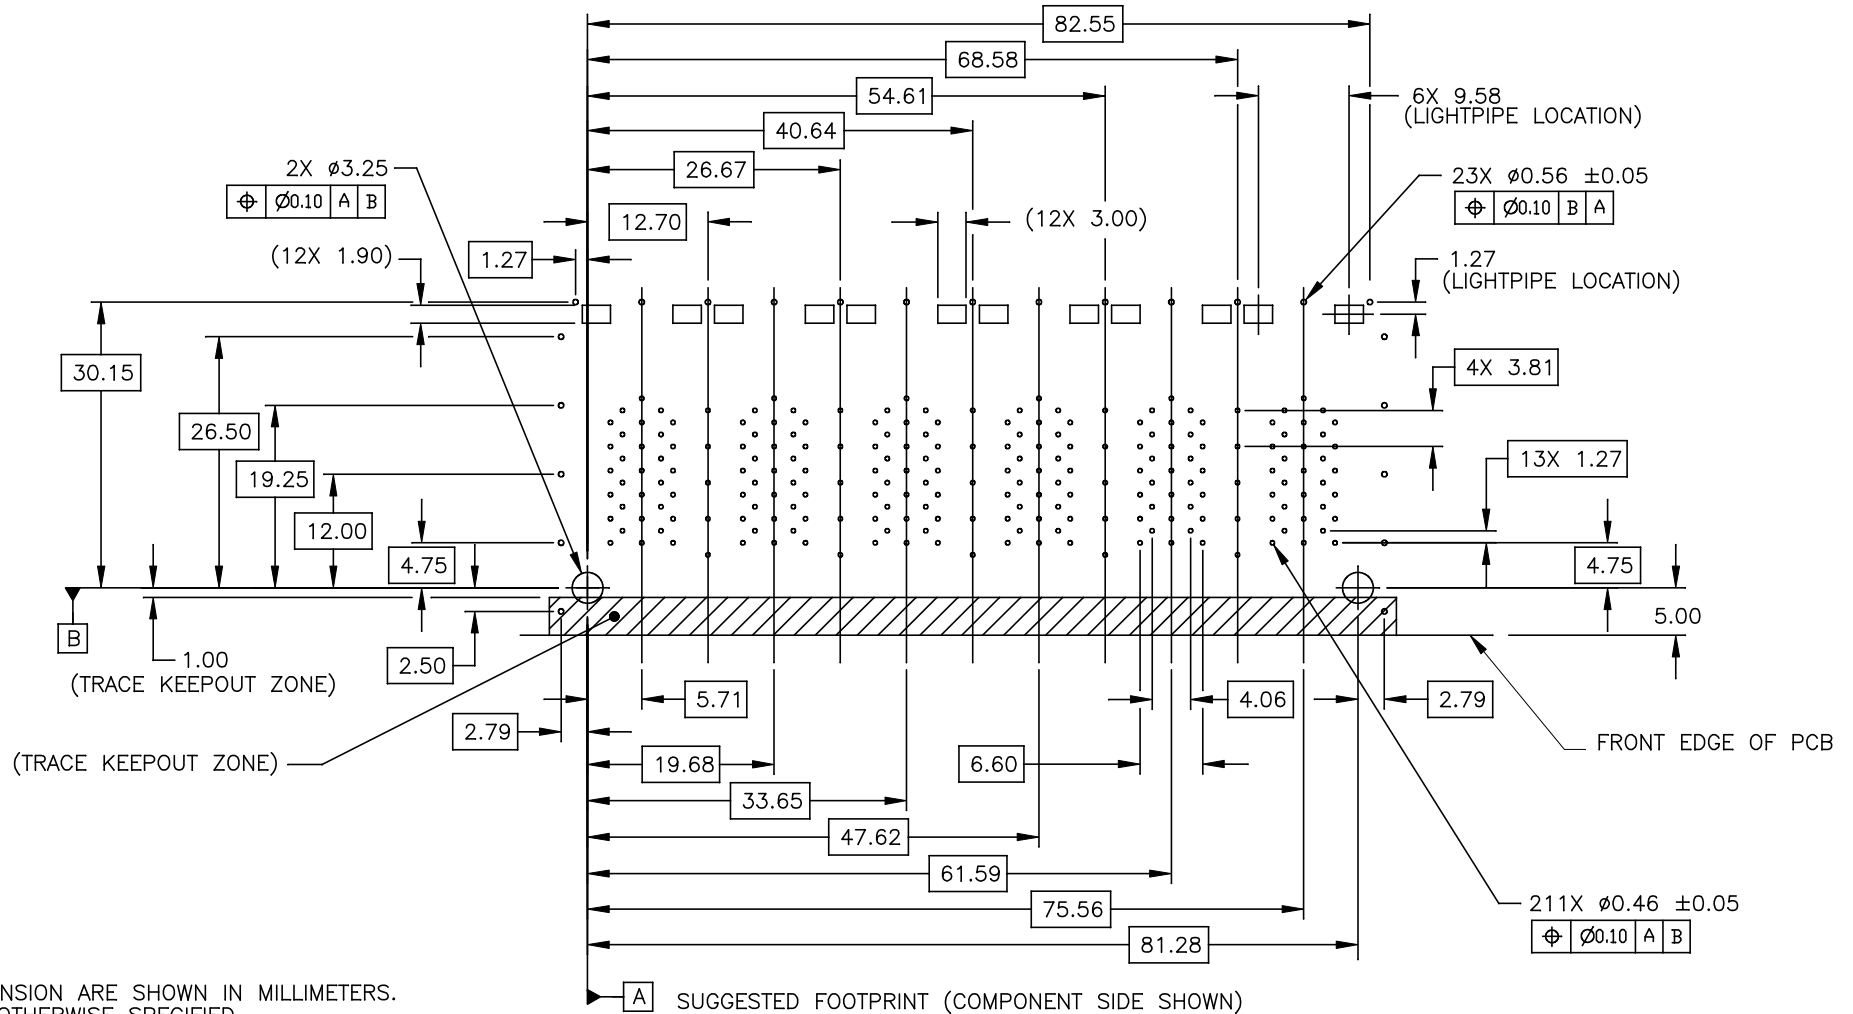 82.55
68.58
54.61
6X 9.58
(LIGHTPIPE LOCATION)
40.64
26.67
2X ø3.25
⌖ Ø0.10 A B
23X ø0.56 ±0.05
⌖ Ø0.10 B A
12.70
(12X 3.00)
(12X 1.90)
1.27
1.27
(LIGHTPIPE LOCATION)
30.15
4X 3.81
26.50
13X 1.27
19.25
12.00
4.75
4.75
5.00
B
1.00
(TRACE KEEPOUT ZONE)
2.50
5.71
4.06
2.79
2.79
FRONT EDGE OF PCB
(TRACE KEEPOUT ZONE)
19.68
6.60
33.65
47.62
61.59
75.56
211X ø0.46 ±0.05
⌖ Ø0.10 A B
81.28
NSION ARE SHOWN IN MILLIMETERS.
OTHERWISE SPECIFIED
A
SUGGESTED FOOTPRINT (COMPONENT SIDE SHOWN)